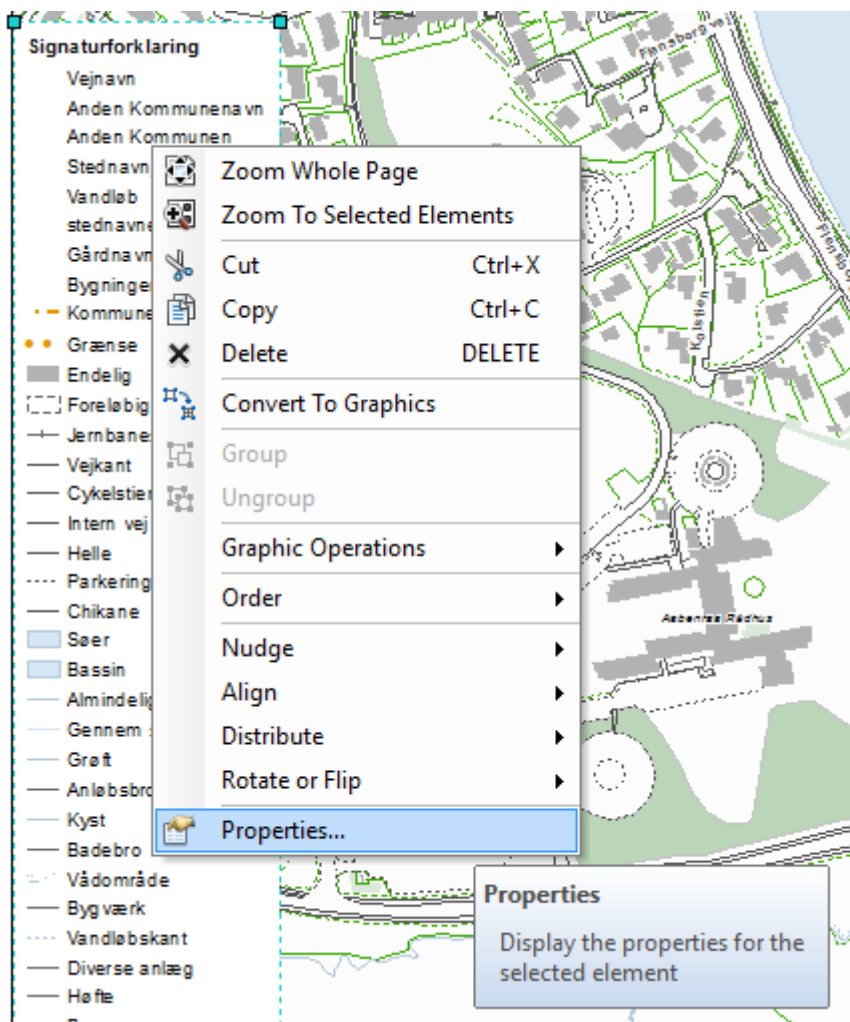 Signaturforklaring
Vejnavn
Anden Kommunenavn
Anden Kommunen
Stednavn
Vandløb
stednavne
Gårdnavn
Bygninger
Kommune
Grænse
Endelig
Foreløbig
Jernbanes
Vejkant
Cykelstier
Intern vej
Helle
Parkering
Chikane
Søer
Bassin
Almindelig
Gennem
Grøft
Anløbsbro
Kyst
Badebro
Vådområde
Bygværk
Vandløbskant
Diverse anlæg
Høfte
Zoom Whole Page
Zoom To Selected Elements
Cut Ctrl+X
Copy Ctrl+C
Delete DELETE
Convert To Graphics
Group
Ungroup
Graphic Operations
Order
Nudge
Align
Distribute
Rotate or Flip
Properties...
Properties
Display the properties for the
selected element
Flensborgvej
Kolstien
Aabenraa Rådhus